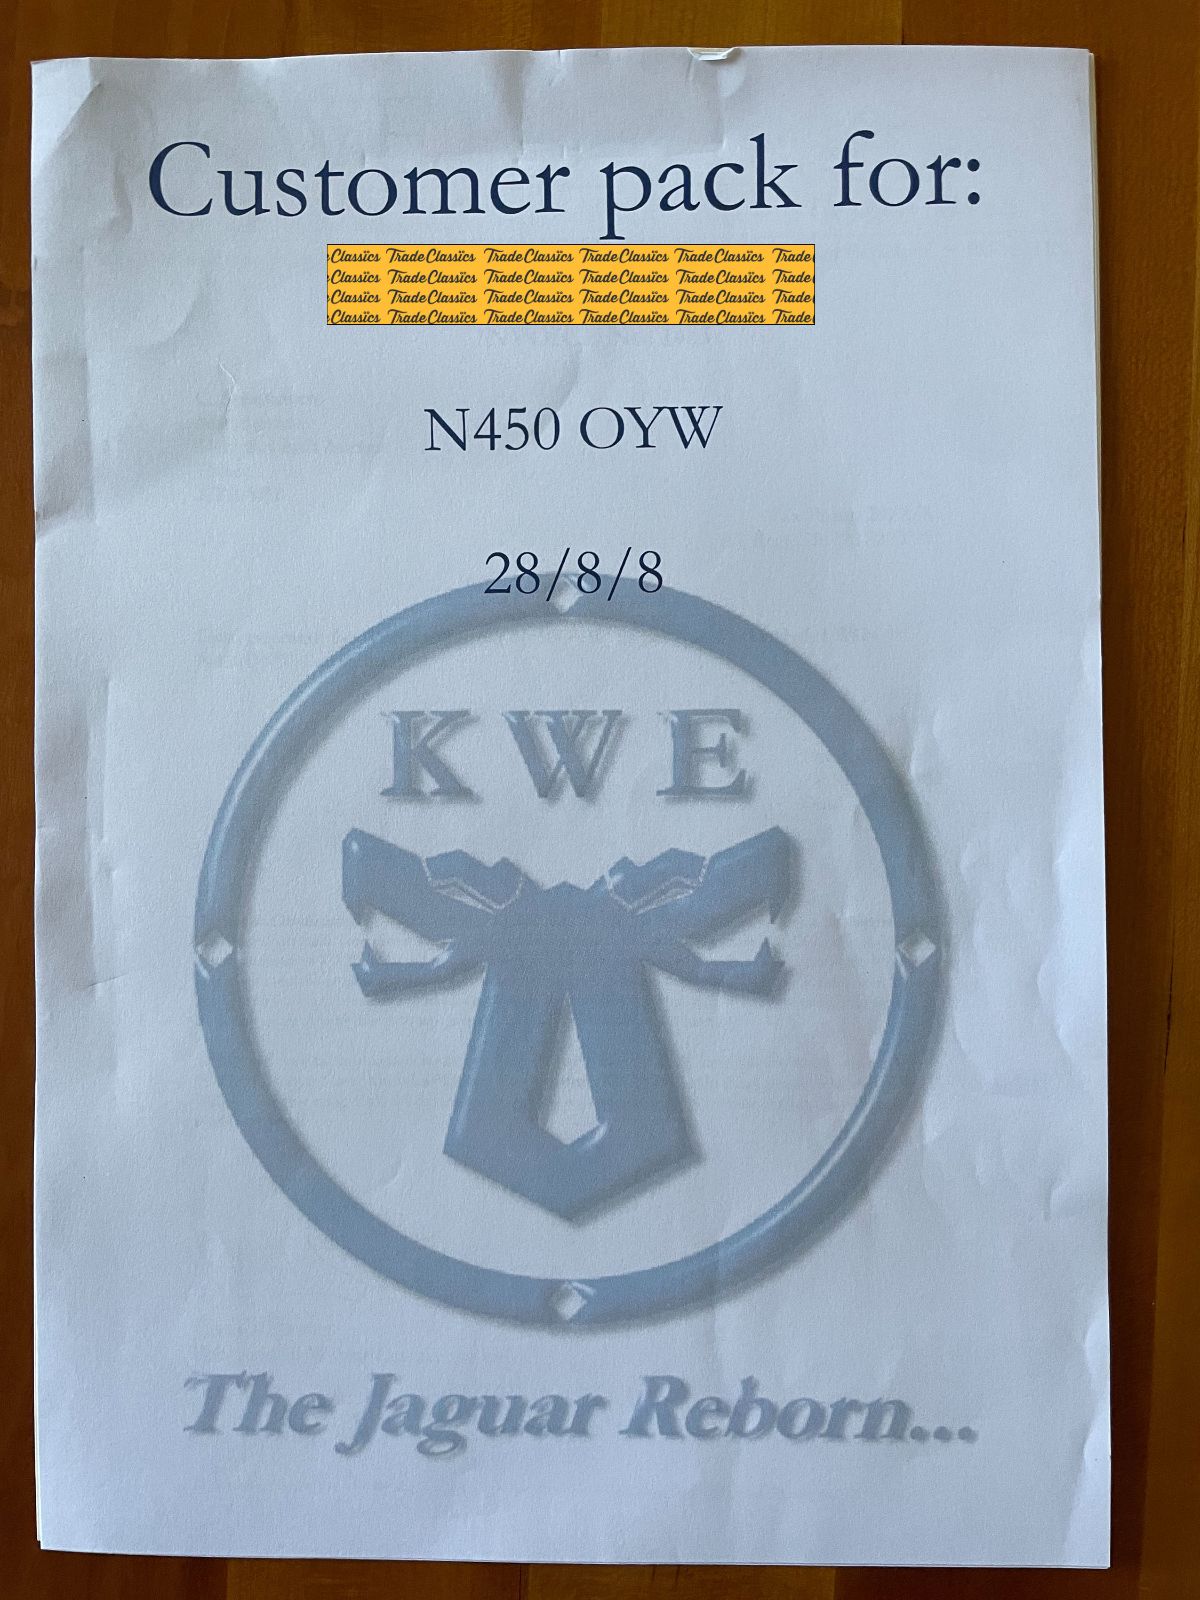 Customer pack for:
Classics Trade Classics Trade Classics Trade Classics Trade Classics Trade
Classics Trade Classics Trade Classics Trade Classics Trade Classics Trade
Classics Trade Classics Trade Classics Trade Classics Trade Classics Trade
Classics Trade Classics Trade Classics Trade Classics Trade Classics Trade
N450 OYW
28/8/8
KWE
The Jaguar Reborn...